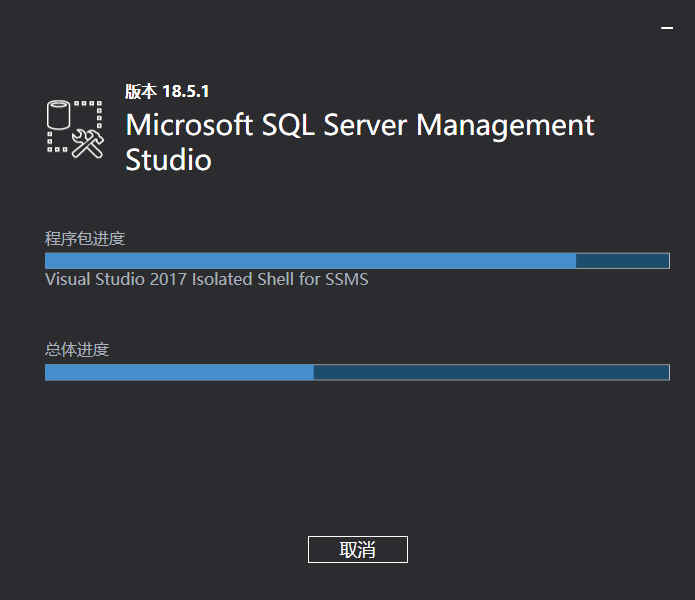 版本 18.5.1
Microsoft SQL Server Management
Studio
程序包进度
Visual Studio 2017 Isolated Shell for SSMS
总体进度
取消